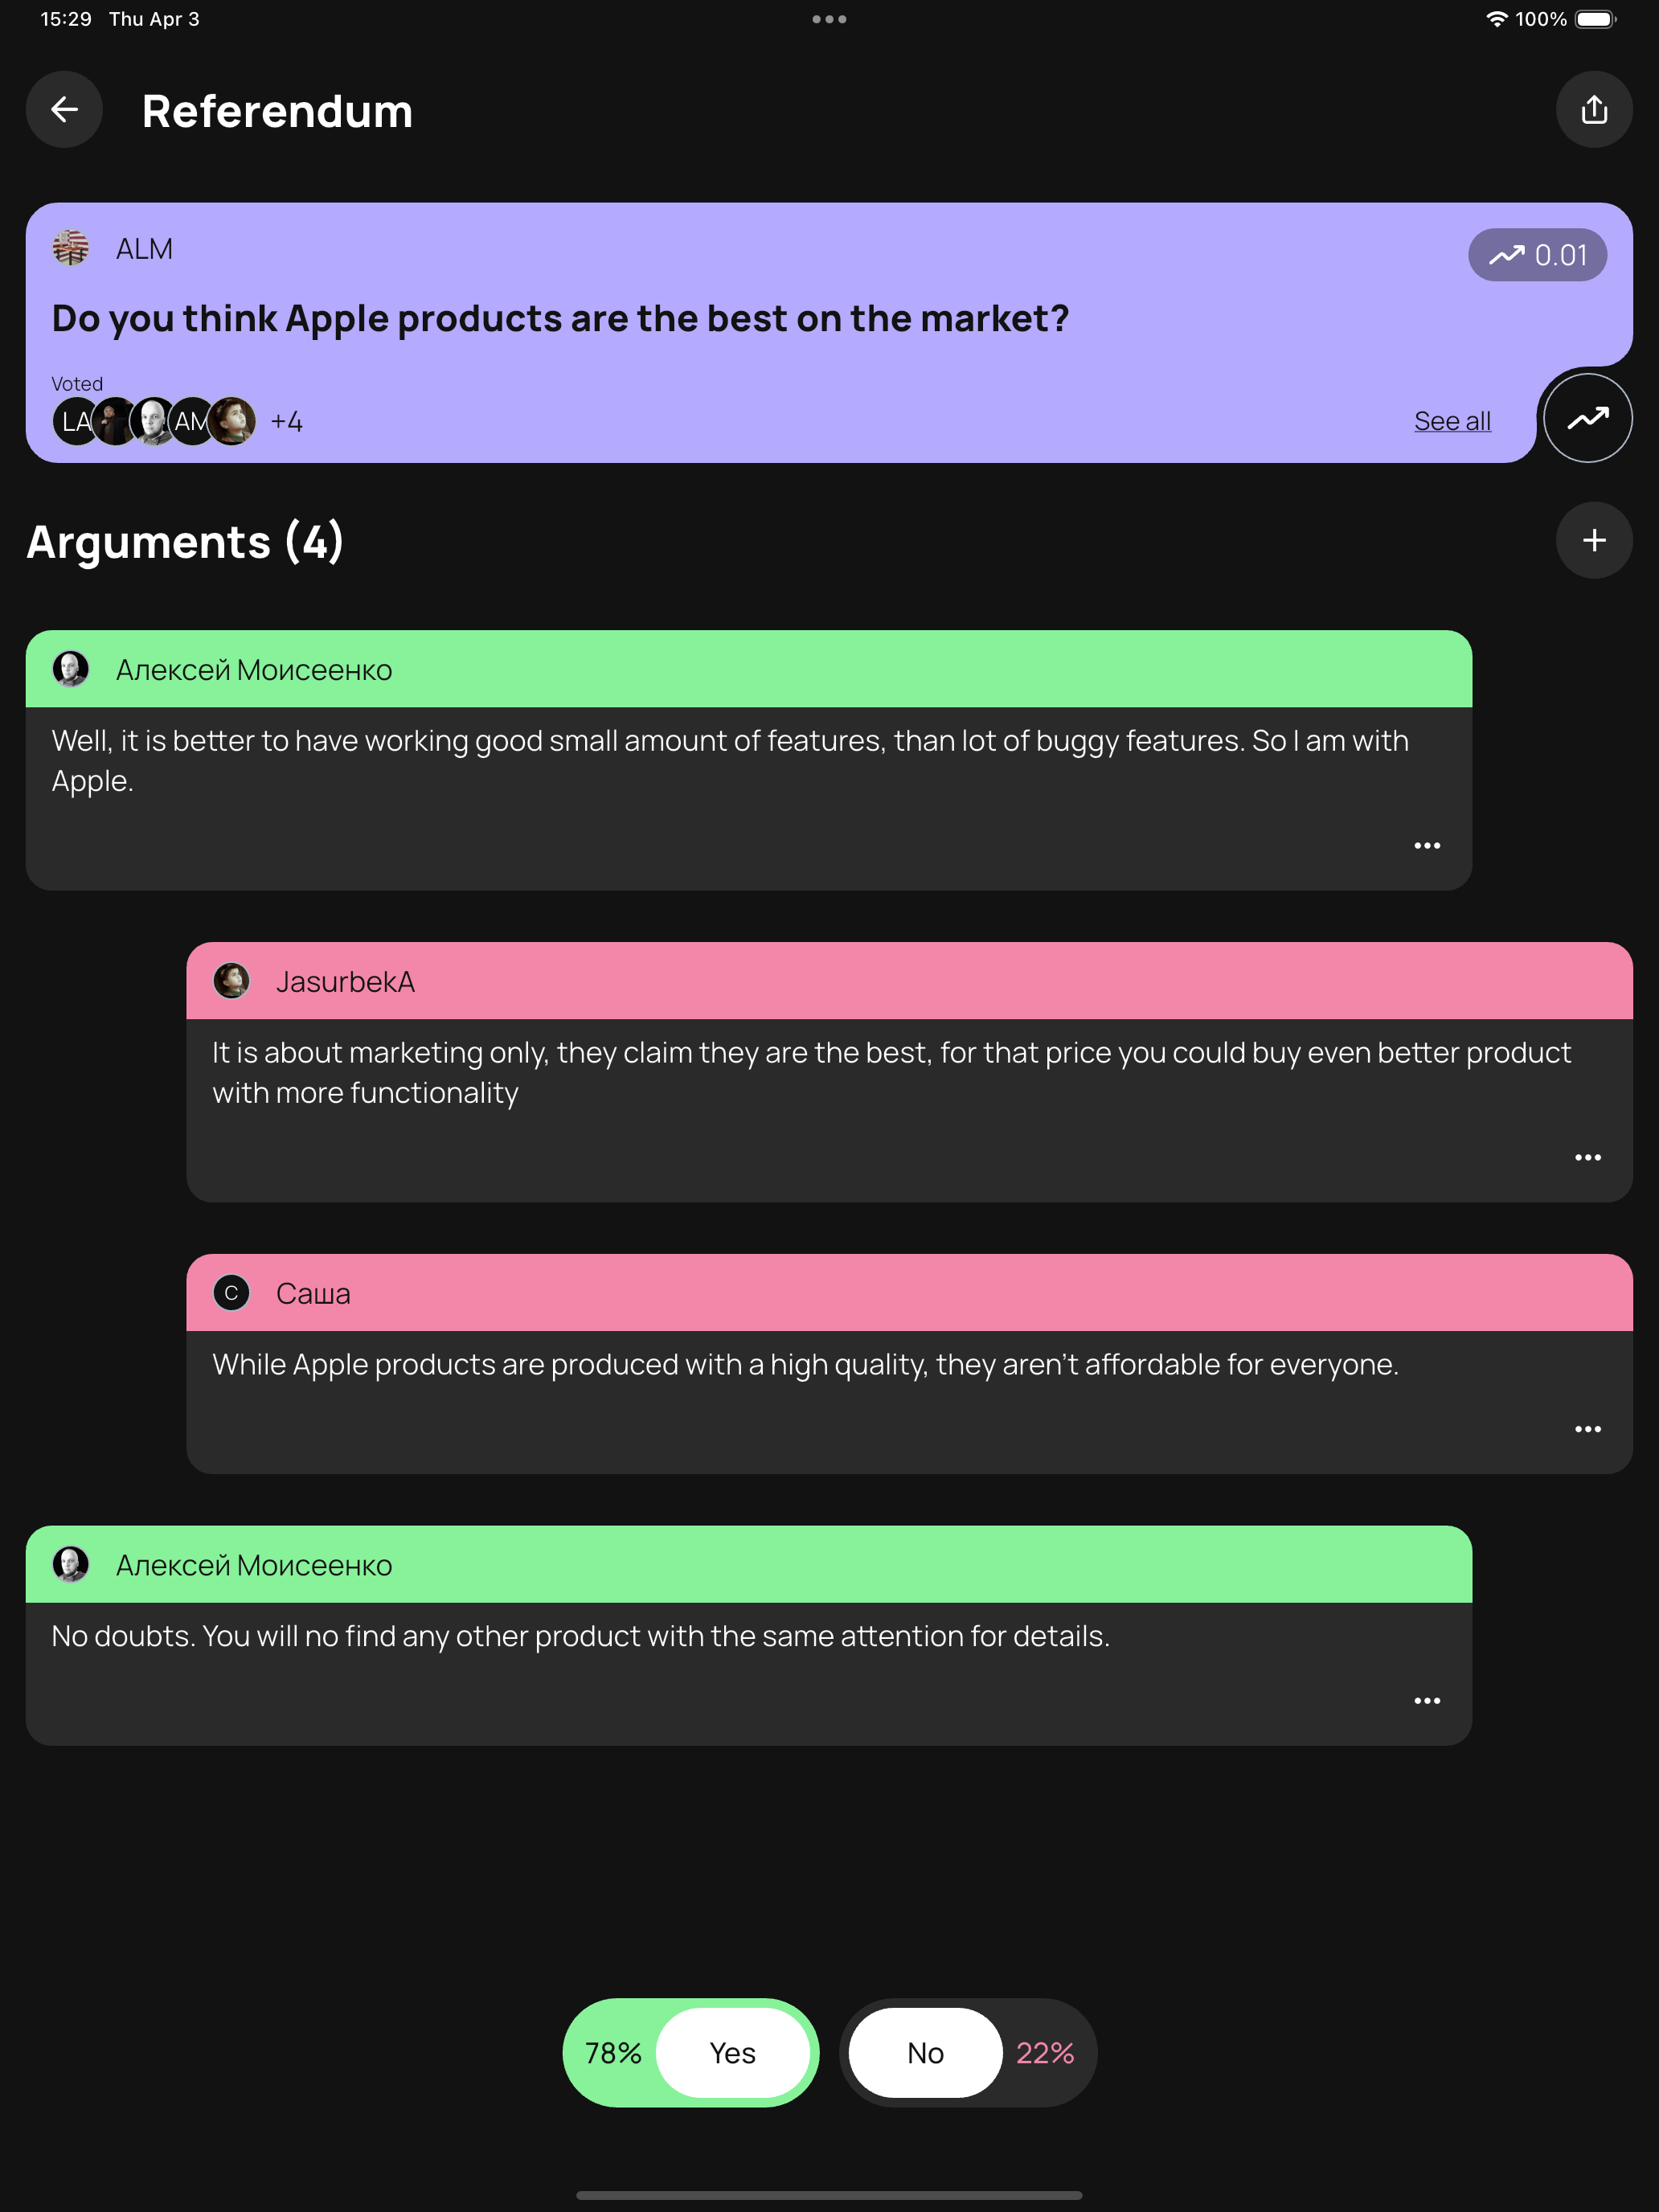 15:29 Thu Apr 3
100%
Referendum
ALM
0.01
Do you think Apple products are the best on the market?
Voted
LA
AM
+4
See all
Arguments (4)
Алексей Моисеенко
Well, it is better to have working good small amount of features, than lot of buggy features. So I am with
Apple.
JasurbekA
It is about marketing only, they claim they are the best, for that price you could buy even better product
with more functionality
C
Саша
While Apple products are produced with a high quality, they aren't affordable for everyone.
Алексей Моисеенко
No doubts. You will no find any other product with the same attention for details.
78% Yes No 22%